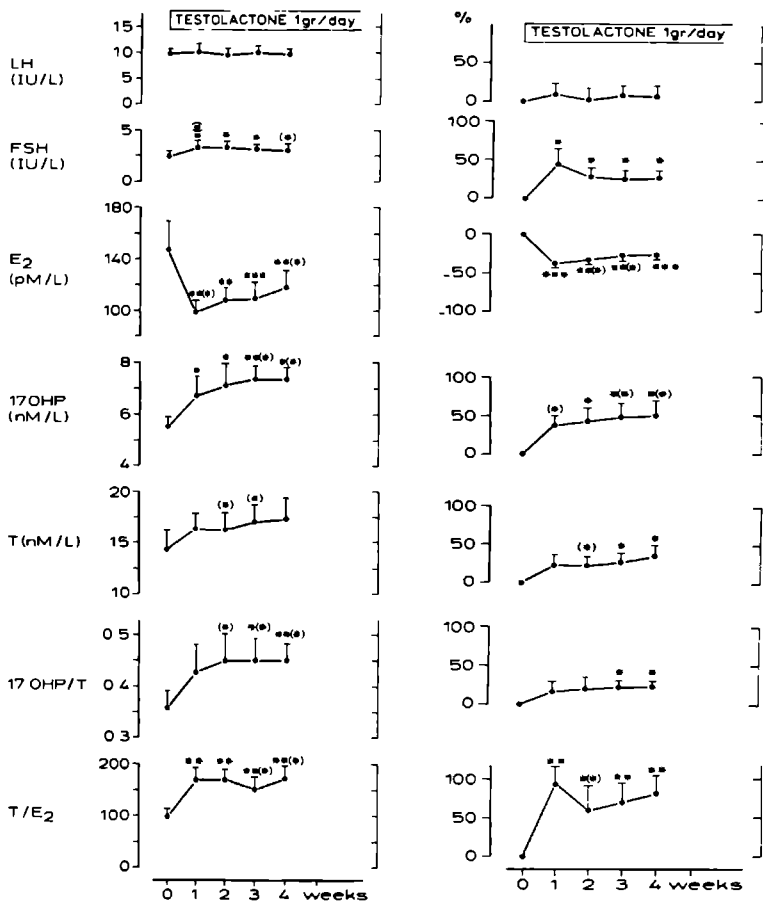 TESTOLACTONE 1gr/day
LH
(IU/L)
15
10
5
0
FSH
(IU/L)
5
0
* * * (*)
E2
(pM/L)
180
140
100
**(*) ** *** **(*)
17OHP
(nM/L)
8
6
4
* * **(*) *(*)
T(nM/L)
20
15
10
(*) (*)
17 OHP/T
0 5
0 4
0 3
(*) *(*) **(*)
T/E2
200
100
0
** ** **(*) **(*)
0 1 2 3 4 weeks
%
TESTOLACTONE 1gr/day
50
0
100
50
0
* * * *
0
-50
-100
*** **(*) **(*) ***
100
50
0
(*) * *(*) *(*)
100
50
0
(*) * *
100
50
0
* *
100
50
0
** *(*) ** **
0 1 2 3 4 weeks